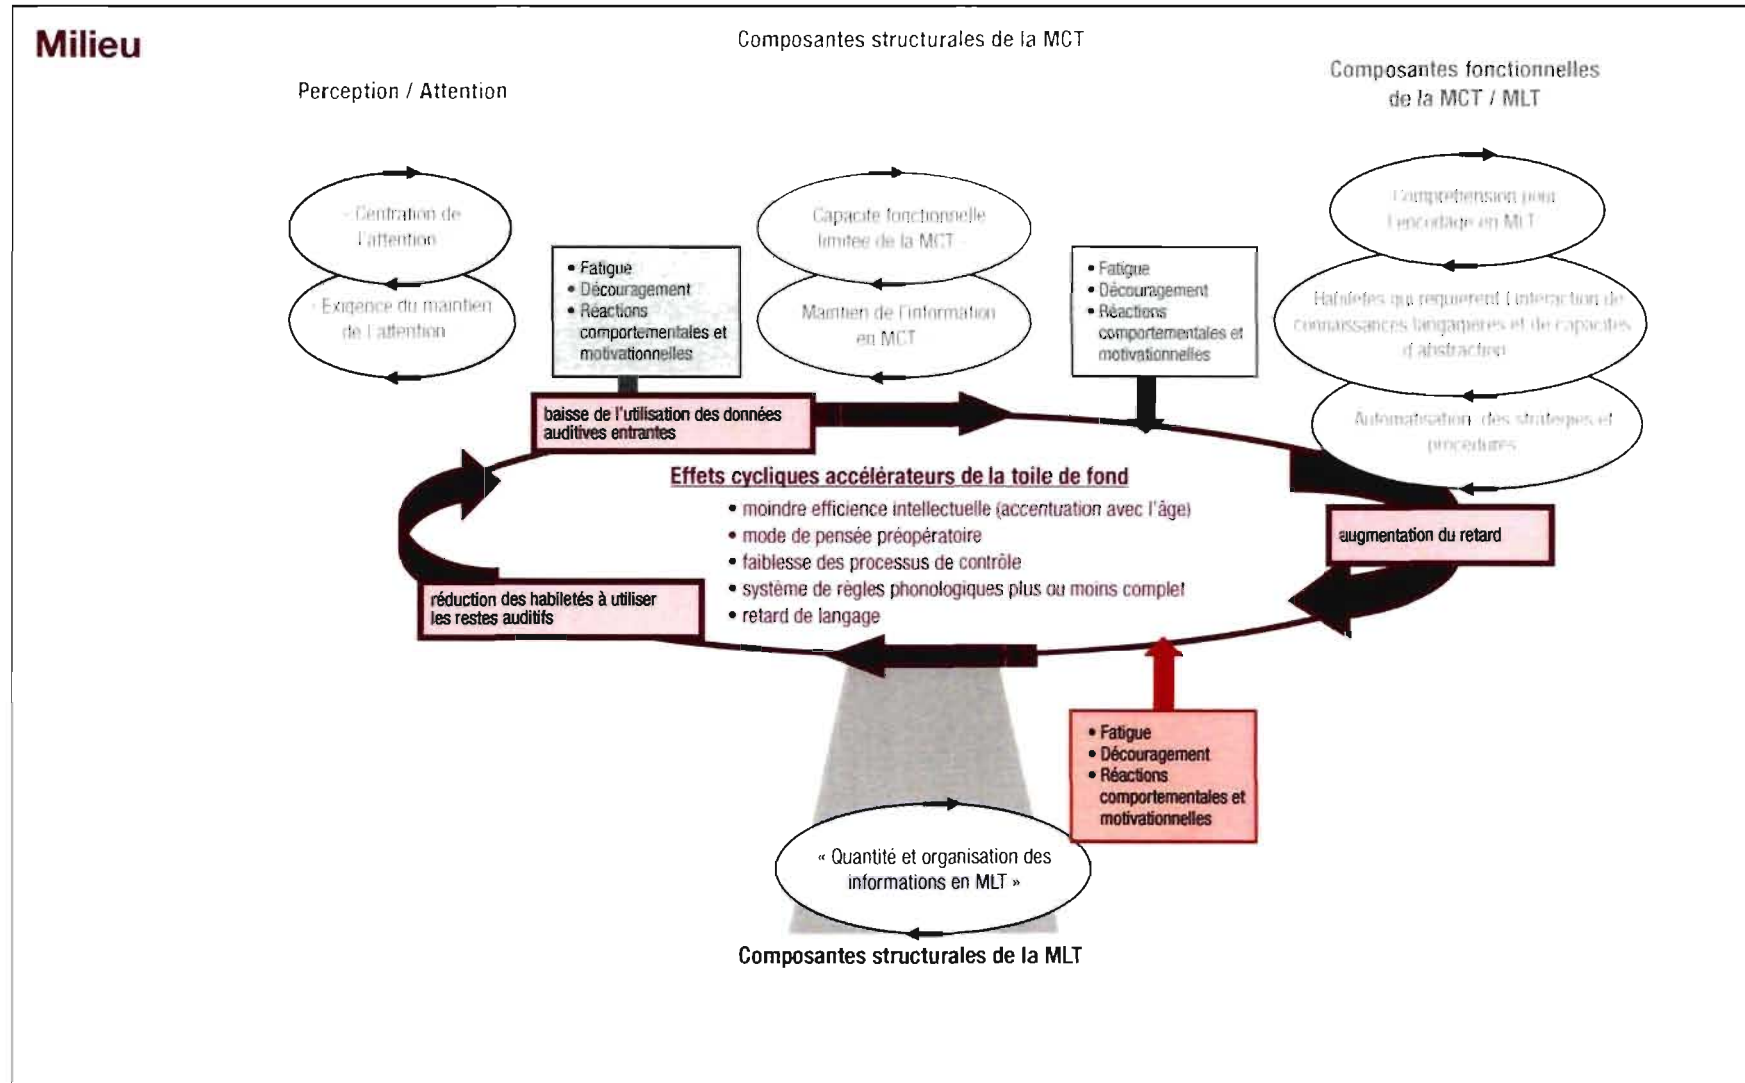 Milieu
Composantes structurales de la MCT
Perception / Attention
Composantes fonctionnelles
de la MCT / MLT
- Centration de
l'attention
- Exigence du maintien
de l'attention
• Fatigue
• Découragement
• Réactions
comportementales et
motivationnelles
Capacité fonctionnelle
limitée de la MCT -
Maintien de l'information
en MCT
• Fatigue
• Découragement
• Réactions
comportementales et
motivationnelles
Compréhension pour
l'encodage en MLT
Habiletés qui requièrent l'interaction de
connaissances langagières et de capacités
d'abstraction
Automatisation des stratégies et
procédures
baisse de l'utilisation des données
auditives entrantes
Effets cycliques accélérateurs de la toile de fond
• moindre efficience intellectuelle (accentuation avec l'âge)
• mode de pensée préopératoire
• faiblesse des processus de contrôle
• système de règles phonologiques plus ou moins complet
• retard de langage
augmentation du retard
réduction des habiletés à utiliser
les restes auditifs
• Fatigue
• Découragement
• Réactions
comportementales et
motivationnelles
« Quantité et organisation des
informations en MLT »
Composantes structurales de la MLT